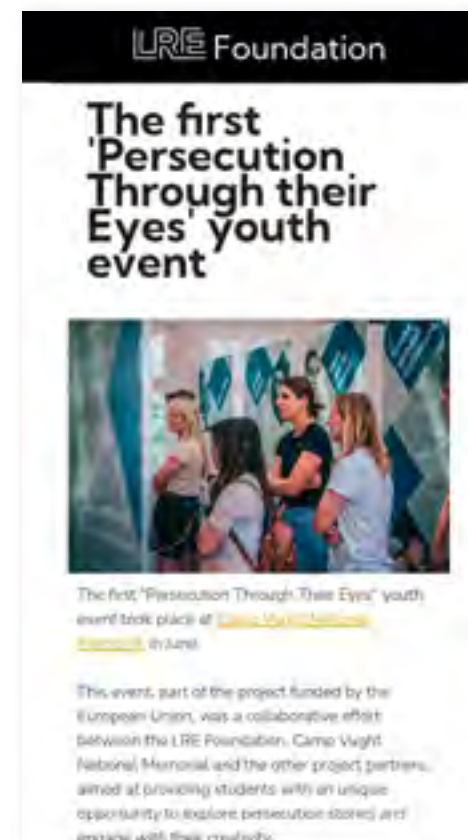 LRE Foundation
The first
'Persecution
Through their
Eyes' youth
event
The first "Persecution Through Their Eyes" youth
event took place at Camp Vught National
Memorial in June.
This event, part of the project funded by the
European Union, was a collaborative effort
between the LRE Foundation, Camp Vught
National Memorial and the other project partners,
aimed at providing students with an unique
opportunity to explore persecution stories and
engage with their creativity.